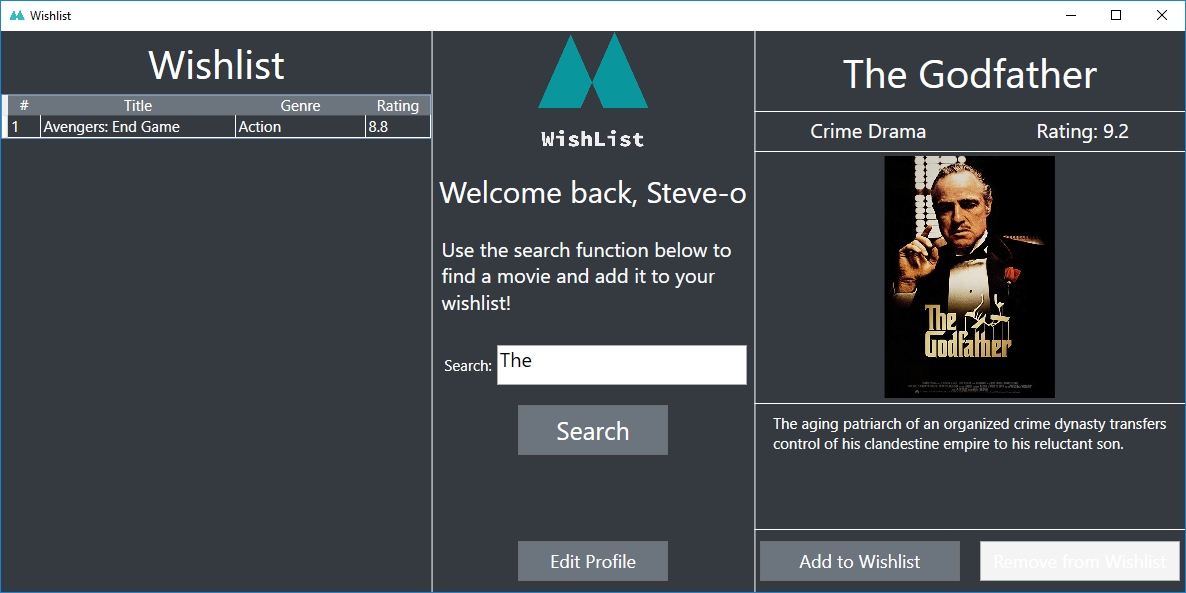 Wishlist
Wishlist
# Title Genre Rating
1 Avengers: End Game Action 8.8
WishList
Welcome back, Steve-o
Use the search function below to
find a movie and add it to your
wishlist!
Search: The
Search
Edit Profile
The Godfather
Crime Drama Rating: 9.2
The
Godfather
The aging patriarch of an organized crime dynasty transfers
control of his clandestine empire to his reluctant son.
Add to Wishlist Remove from Wishlist